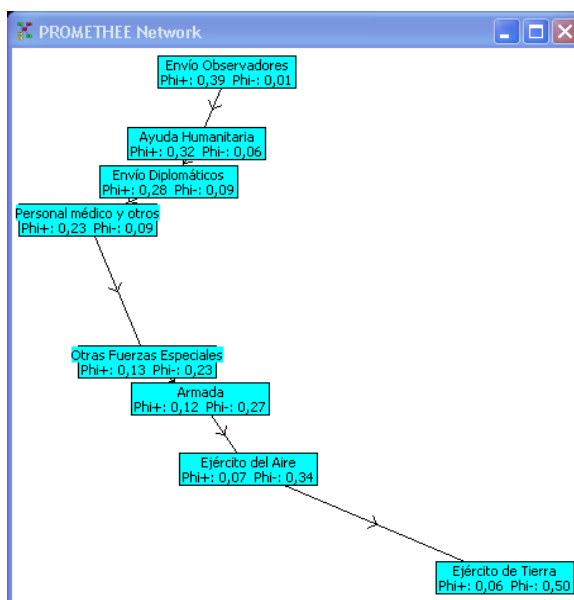 PROMETHEE Network
Envío Observadores
Phi+: 0,39 Phi-: 0,01
Ayuda Humanitaria
Phi+: 0,32 Phi-: 0,06
Envío Diplomáticos
Phi+: 0,28 Phi-: 0,09
Personal médico y otros
Phi+: 0,23 Phi-: 0,09
Otras Fuerzas Especiales
Phi+: 0,13 Phi-: 0,23
Armada
Phi+: 0,12 Phi-: 0,27
Ejército del Aire
Phi+: 0,07 Phi-: 0,34
Ejército de Tierra
Phi+: 0,06 Phi-: 0,50